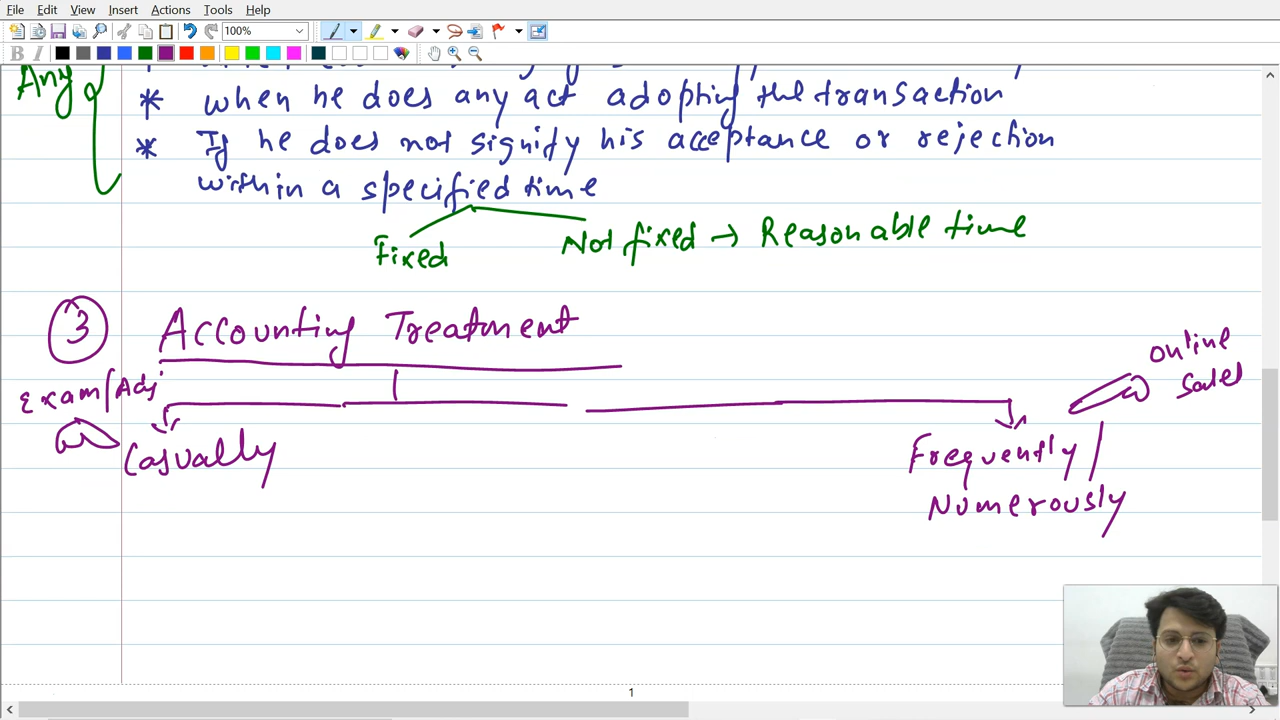 File Edit View Insert Actions Tools Help
100%
B I
Any
* when he does any act adopting the transaction
* If he does not signify his acceptance or rejection
within a specified time
Fixed
Not fixed → Reasonable time
3 Accounting Treatment
Online
Sales
Exam/Adj
Casually
Frequently /
Numerously
1